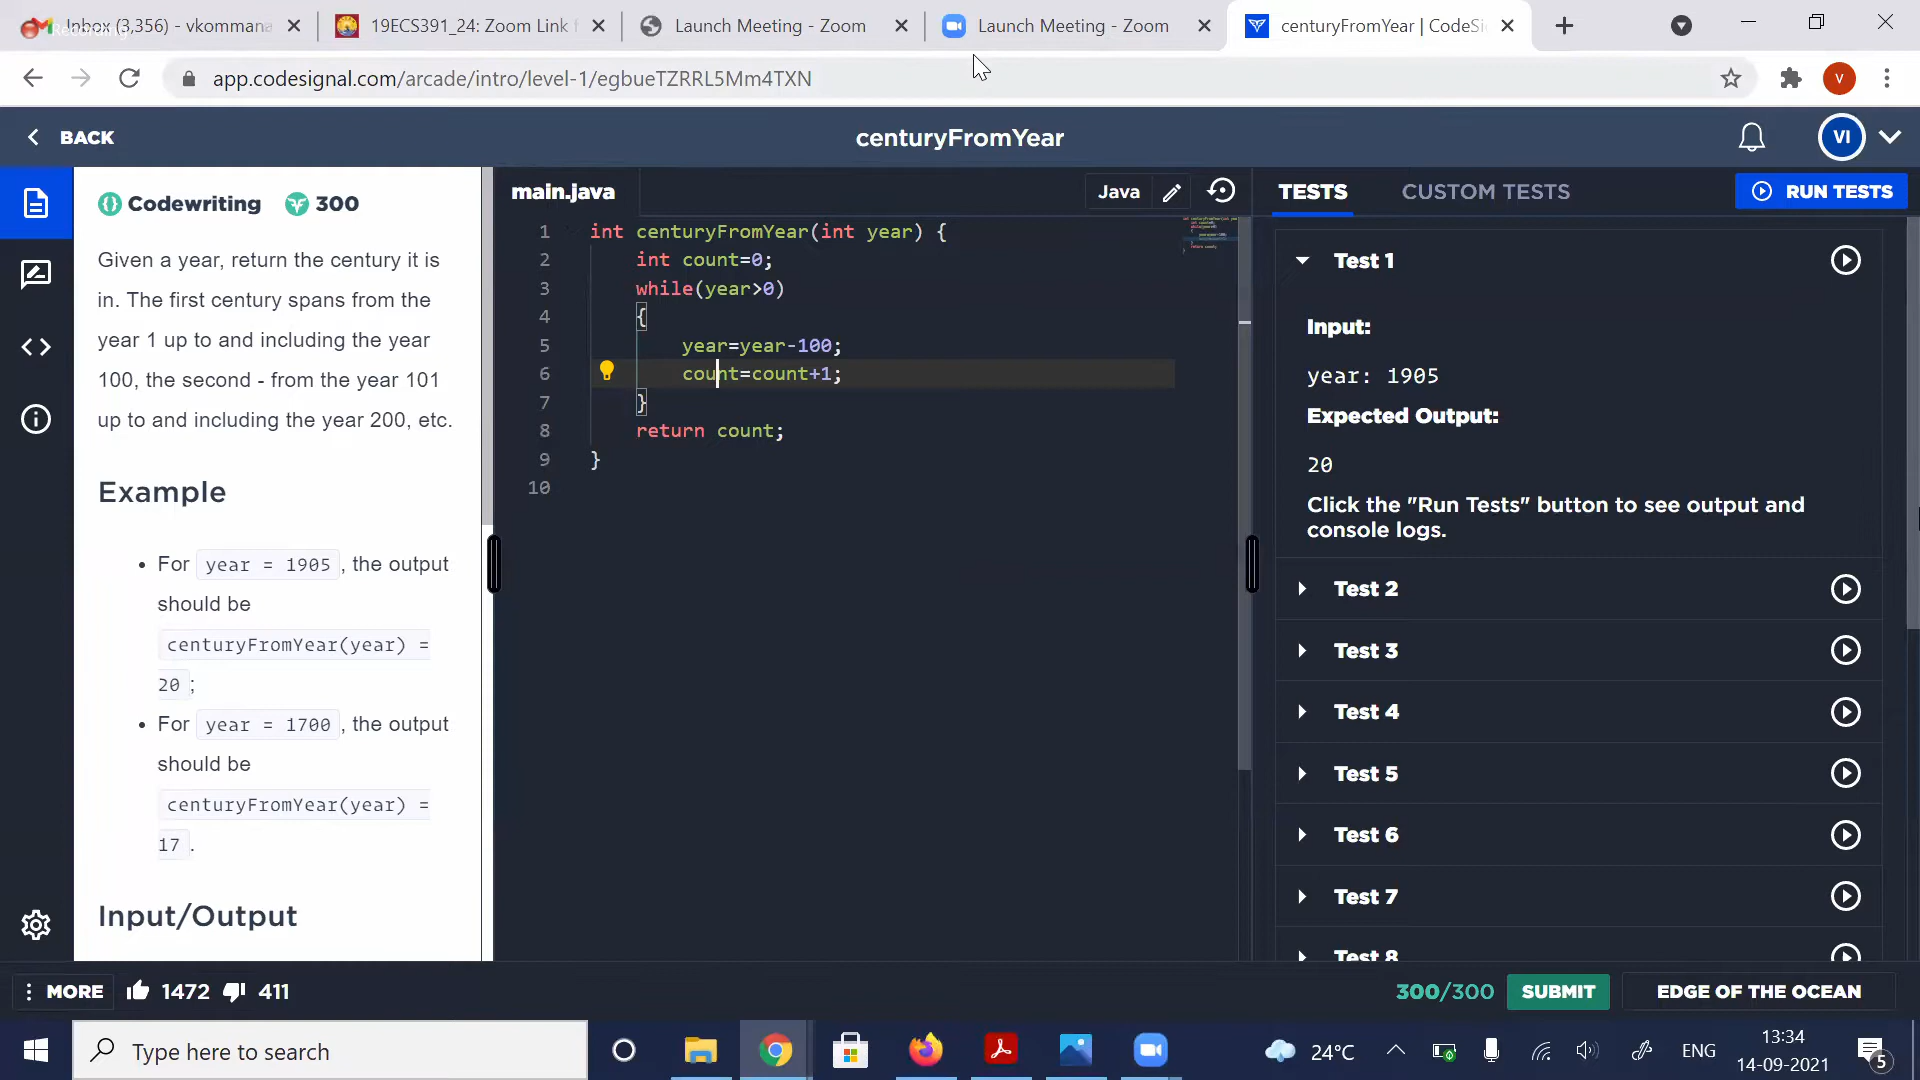 Inbox (3,356) - vkommana
19ECS391_24: Zoom Link f
Launch Meeting - Zoom
Launch Meeting - Zoom
centuryFromYear | CodeSi
app.codesignal.com/arcade/intro/level-1/egbueTZRRL5Mm4TXN
V
BACK
centuryFromYear
VI
Codewriting
300
Given a year, return the century it is
in. The first century spans from the
year 1 up to and including the year
100, the second - from the year 101
up to and including the year 200, etc.
Example
• For year = 1905, the output
should be
centuryFromYear(year) =
20;
• For year = 1700, the output
should be
centuryFromYear(year) =
17.
Input/Output
main.java
Java
1 int centuryFromYear(int year) {
2 int count=0;
3 while(year>0)
4 {
5 year=year-100;
6 count=count+1;
7 }
8 return count;
9 }
10
TESTS
CUSTOM TESTS
RUN TESTS
Test 1
Input:
year: 1905
Expected Output:
20
Click the "Run Tests" button to see output and
console logs.
Test 2
Test 3
Test 4
Test 5
Test 6
Test 7
Test 8
MORE
1472
411
300/300
SUBMIT
EDGE OF THE OCEAN
Type here to search
24°C
ENG
13:34
14-09-2021
5